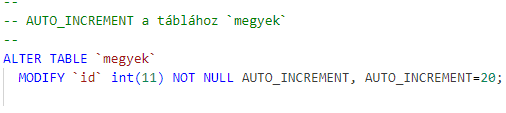 --
-- AUTO_INCREMENT a táblához `megyek`
--
ALTER TABLE `megyek`
  MODIFY `id` int(11) NOT NULL AUTO_INCREMENT, AUTO_INCREMENT=20;